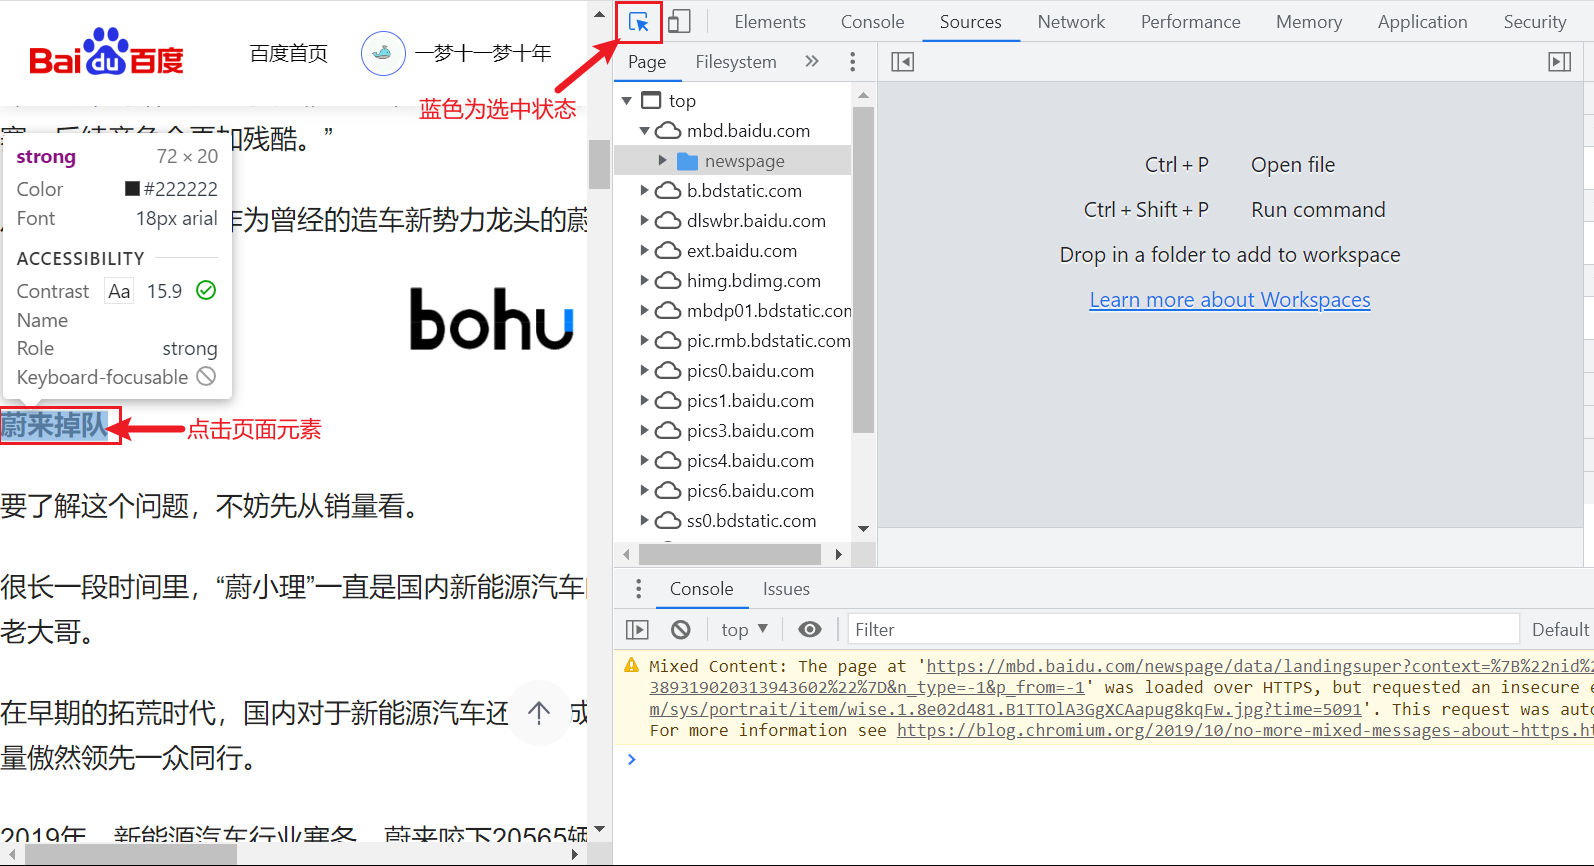 Bai du 百度
百度首页
一梦十一梦十年
蓝色为选中状态
残酷。”
strong 72 × 20
Color #222222
Font 18px arial
ACCESSIBILITY
Contrast Aa 15.9
Name
Role strong
Keyboard-focusable
为曾经的造车新势力龙头的蔚
bohu
蔚来掉队
点击页面元素
要了解这个问题，不妨先从销量看。
很长一段时间里，“蔚小理”一直是国内新能源汽车
老大哥。
在早期的拓荒时代，国内对于新能源汽车还
量傲然领先一众同行。
2019年，新能源汽车行业寒冬，蔚来咬下20565辆
Elements Console Sources Network Performance Memory Application Security
Page Filesystem »
top
mbd.baidu.com
newspage
b.bdstatic.com
dlswbr.baidu.com
ext.baidu.com
himg.bdimg.com
mbdp01.bdstatic.com
pic.rmb.bdstatic.com
pics0.baidu.com
pics1.baidu.com
pics3.baidu.com
pics4.baidu.com
pics6.baidu.com
ss0.bdstatic.com
Ctrl + P Open file
Ctrl + Shift + P Run command
Drop in a folder to add to workspace
Learn more about Workspaces
Console Issues
top ▼ Filter Default
Mixed Content: The page at 'https://mbd.baidu.com/newspage/data/landingsuper?context=%7B%22nid%2
389319020313943602%22%7D&n_type=-1&p_from=-1' was loaded over HTTPS, but requested an insecure e
m/sys/portrait/item/wise.1.8e02d481.B1TTOlA3GgXCAapug8kqFw.jpg?time=5091'. This request was auto
For more information see https://blog.chromium.org/2019/10/no-more-mixed-messages-about-https.ht